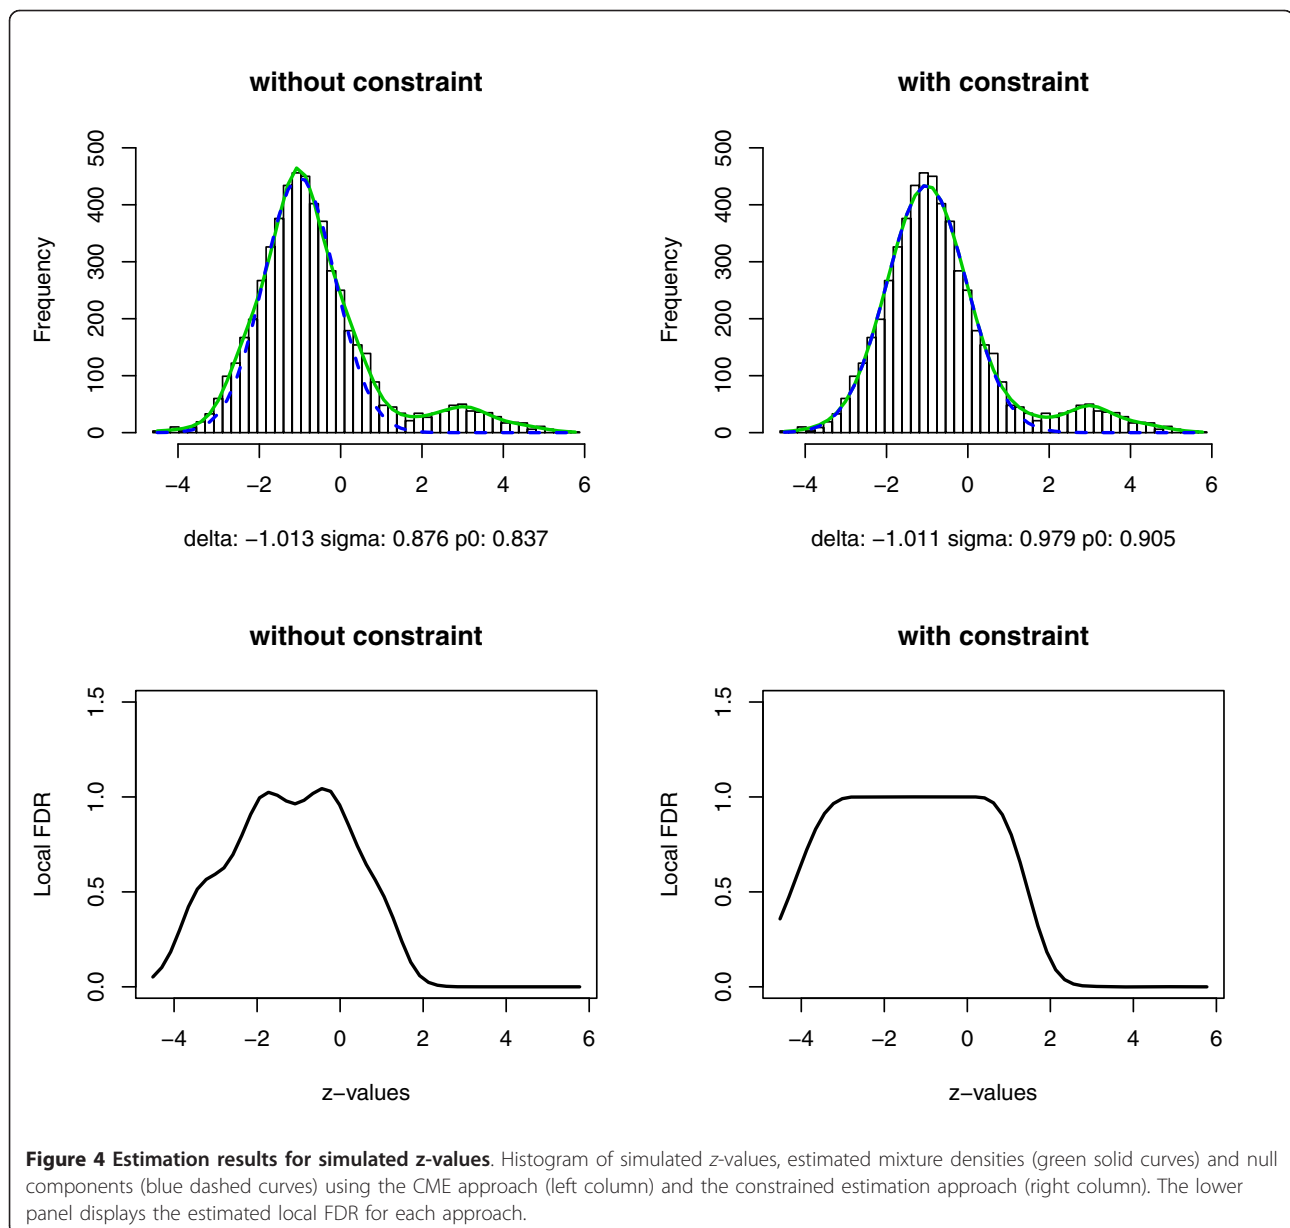 without constraint
500
400
300
200
100
0
Frequency
−4 −2 0 2 4 6
delta: −1.013 sigma: 0.876 p0: 0.837
with constraint
500
400
300
200
100
0
Frequency
−4 −2 0 2 4 6
delta: −1.011 sigma: 0.979 p0: 0.905
without constraint
1.5
1.0
0.5
0.0
Local FDR
−4 −2 0 2 4 6
z−values
with constraint
1.5
1.0
0.5
0.0
Local FDR
−4 −2 0 2 4 6
z−values
Figure 4 Estimation results for simulated z-values. Histogram of simulated z-values, estimated mixture densities (green solid curves) and null
components (blue dashed curves) using the CME approach (left column) and the constrained estimation approach (right column). The lower
panel displays the estimated local FDR for each approach.